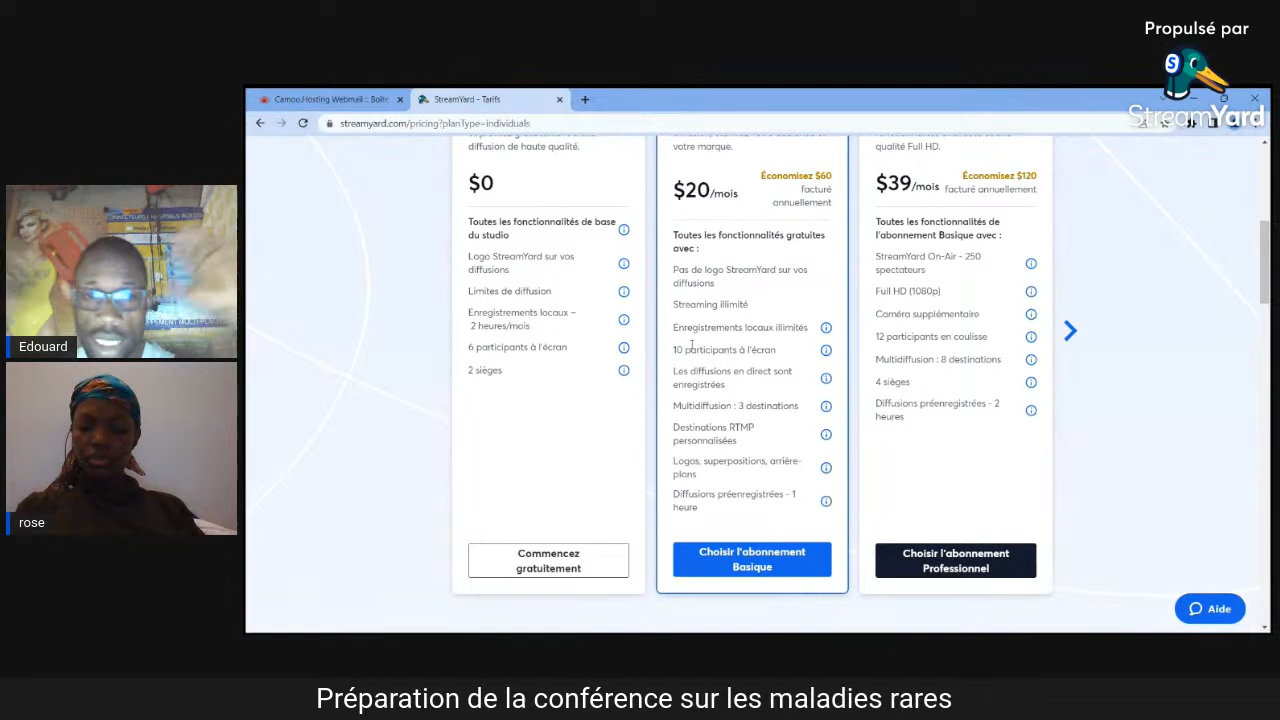 Propulsé par
StreamYard
Camoo.Hosting Webmail :: Boîte
StreamYard - Tarifs
streamyard.com/pricing?planType=individuals
diffusion de haute qualité.
$0
Toutes les fonctionnalités de base
du studio
Logo StreamYard sur vos
diffusions
Limites de diffusion
Enregistrements locaux –
2 heures/mois
6 participants à l'écran
2 sièges
Commencez
gratuitement
votre marque.
$20/mois
Économisez $60
facturé
annuellement
Toutes les fonctionnalités gratuites
avec :
Pas de logo StreamYard sur vos
diffusions
Streaming illimité
Enregistrements locaux illimités
10 participants à l'écran
Les diffusions en direct sont
enregistrées
Multidiffusion : 3 destinations
Destinations RTMP
personnalisées
Logos, superpositions, arrière-
plans
Diffusions préenregistrées - 1
heure
Choisir l'abonnement
Basique
qualité Full HD.
$39/mois
Économisez $120
facturé annuellement
Toutes les fonctionnalités de
l'abonnement Basique avec :
StreamYard On-Air - 250
spectateurs
Full HD (1080p)
Caméra supplémentaire
12 participants en coulisse
Multidiffusion : 8 destinations
4 sièges
Diffusions préenregistrées - 2
heures
Choisir l'abonnement
Professionnel
Aide
Edouard
rose
Préparation de la conférence sur les maladies rares